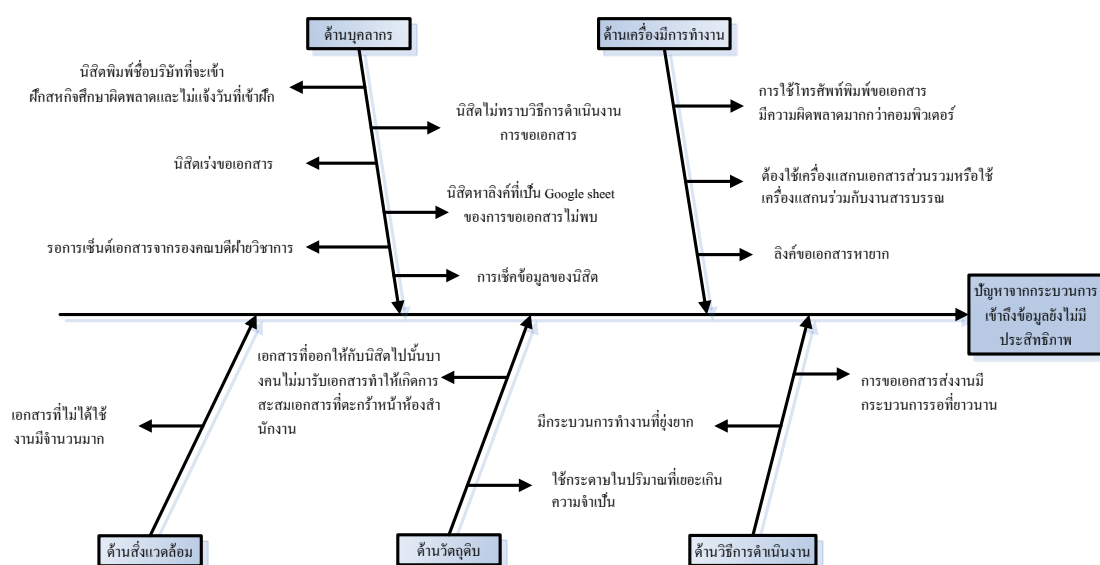 ด้านบุคลากร
ด้านเครื่องมีการทำงาน
นิสิตพิมพ์ชื่อบริษัทที่จะเข้า
ฝึกสหกิจศึกษาผิดพลาดและไม่แจ้งวันที่เข้าฝึก
นิสิตไม่ทราบวิธีการดำเนินงาน
การขอเอกสาร
นิสิตเร่งขอเอกสาร
นิสิตหาลิงค์ที่เป็น Google sheet
ของการขอเอกสารไม่พบ
รอการเซ็นต์เอกสารจากรองคณบดีฝ่ายวิชาการ
การเช็คข้อมูลของนิสิต
การใช้โทรศัพท์พิมพ์ขอเอกสาร
มีความผิดพลาดมากกว่าคอมพิวเตอร์
ต้องใช้เครื่องแสกนเอกสารส่วนรวมหรือใช้
เครื่องแสกนร่วมกับงานสารบรรณ
ลิงค์ขอเอกสารหายาก
ปัญหาจากกระบวนการ
เข้าถึงข้อมูลยังไม่มี
ประสิทธิภาพ
เอกสารที่ไม่ได้ใช้
งานมีจำนวนมาก
เอกสารที่ออกให้กับนิสิตไปนั้นบา
งคนไม่มารับเอกสารทำให้เกิดการ
สะสมเอกสารที่ตะกร้าหน้าห้องสำ
นักงาน
ใช้กระดาษในปริมาณที่เยอะเกิน
ความจำเป็น
มีกระบวนการทำงานที่ยุ่งยาก
การขอเอกสารส่งงานมี
กระบวนการรอที่ยาวนาน
ด้านสิ่งแวดล้อม
ด้านวัตถุดิบ
ด้านวิธีการดำเนินงาน